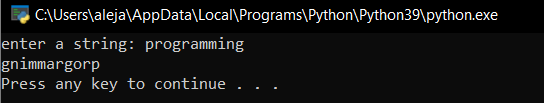 C:\Users\aleja\AppData\Local\Programs\Python\Python39\python.exe
enter a string: programming
gnimmargorp
Press any key to continue . . .